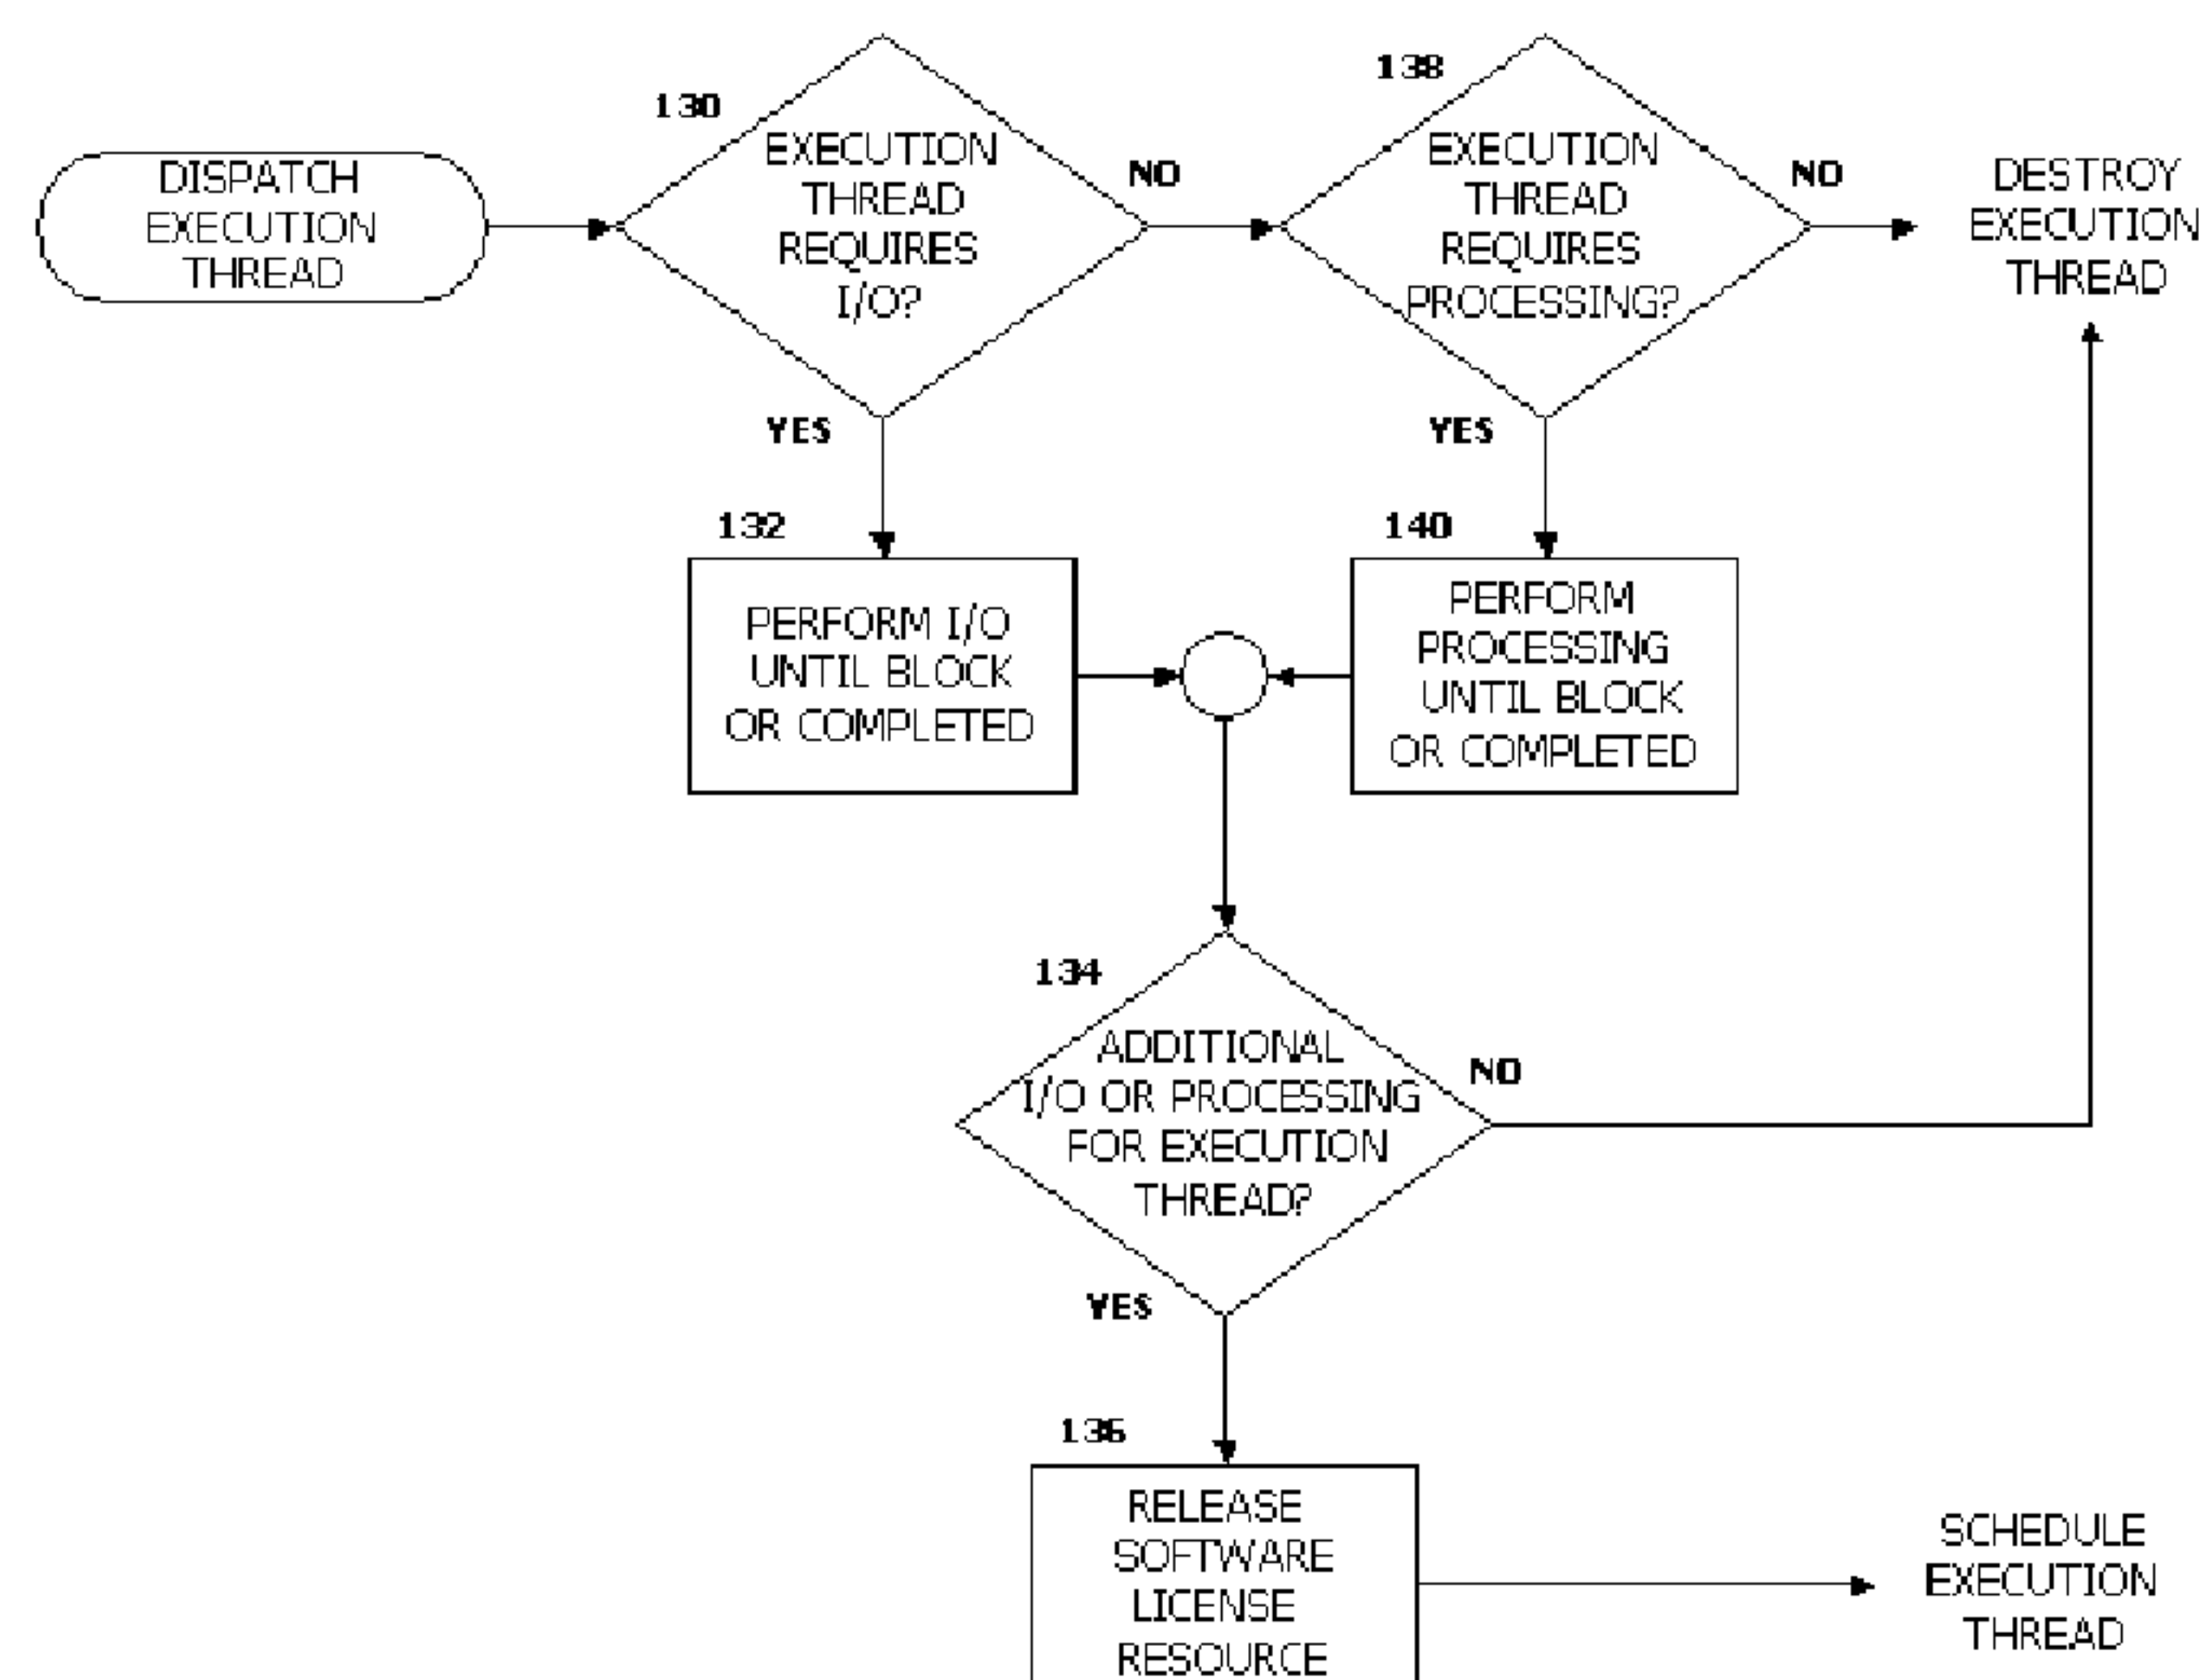 DISPATCH
EXECUTION
THREAD
130
EXECUTION
THREAD
REQUIRES
I/O?
NO
YES
138
EXECUTION
THREAD
REQUIRES
PROCESSING?
NO
YES
DESTROY
EXECUTION
THREAD
132
PERFORM I/O
UNTIL BLOCK
OR COMPLETED
140
PERFORM
PROCESSING
UNTIL BLOCK
OR COMPLETED
134
ADDITIONAL
I/O OR PROCESSING
FOR EXECUTION
THREAD?
NO
YES
136
RELEASE
SOFTWARE
LICENSE
RESOURCE
SCHEDULE
EXECUTION
THREAD